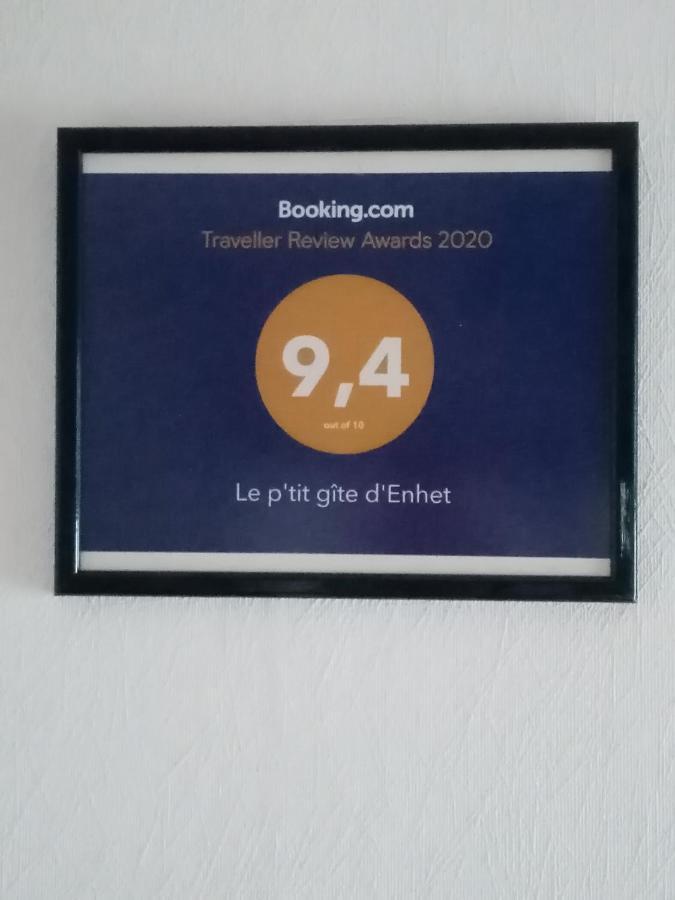 Booking.com
Traveller Review Awards 2020
9,4
out of 10
Le p'tit gîte d'Enhet